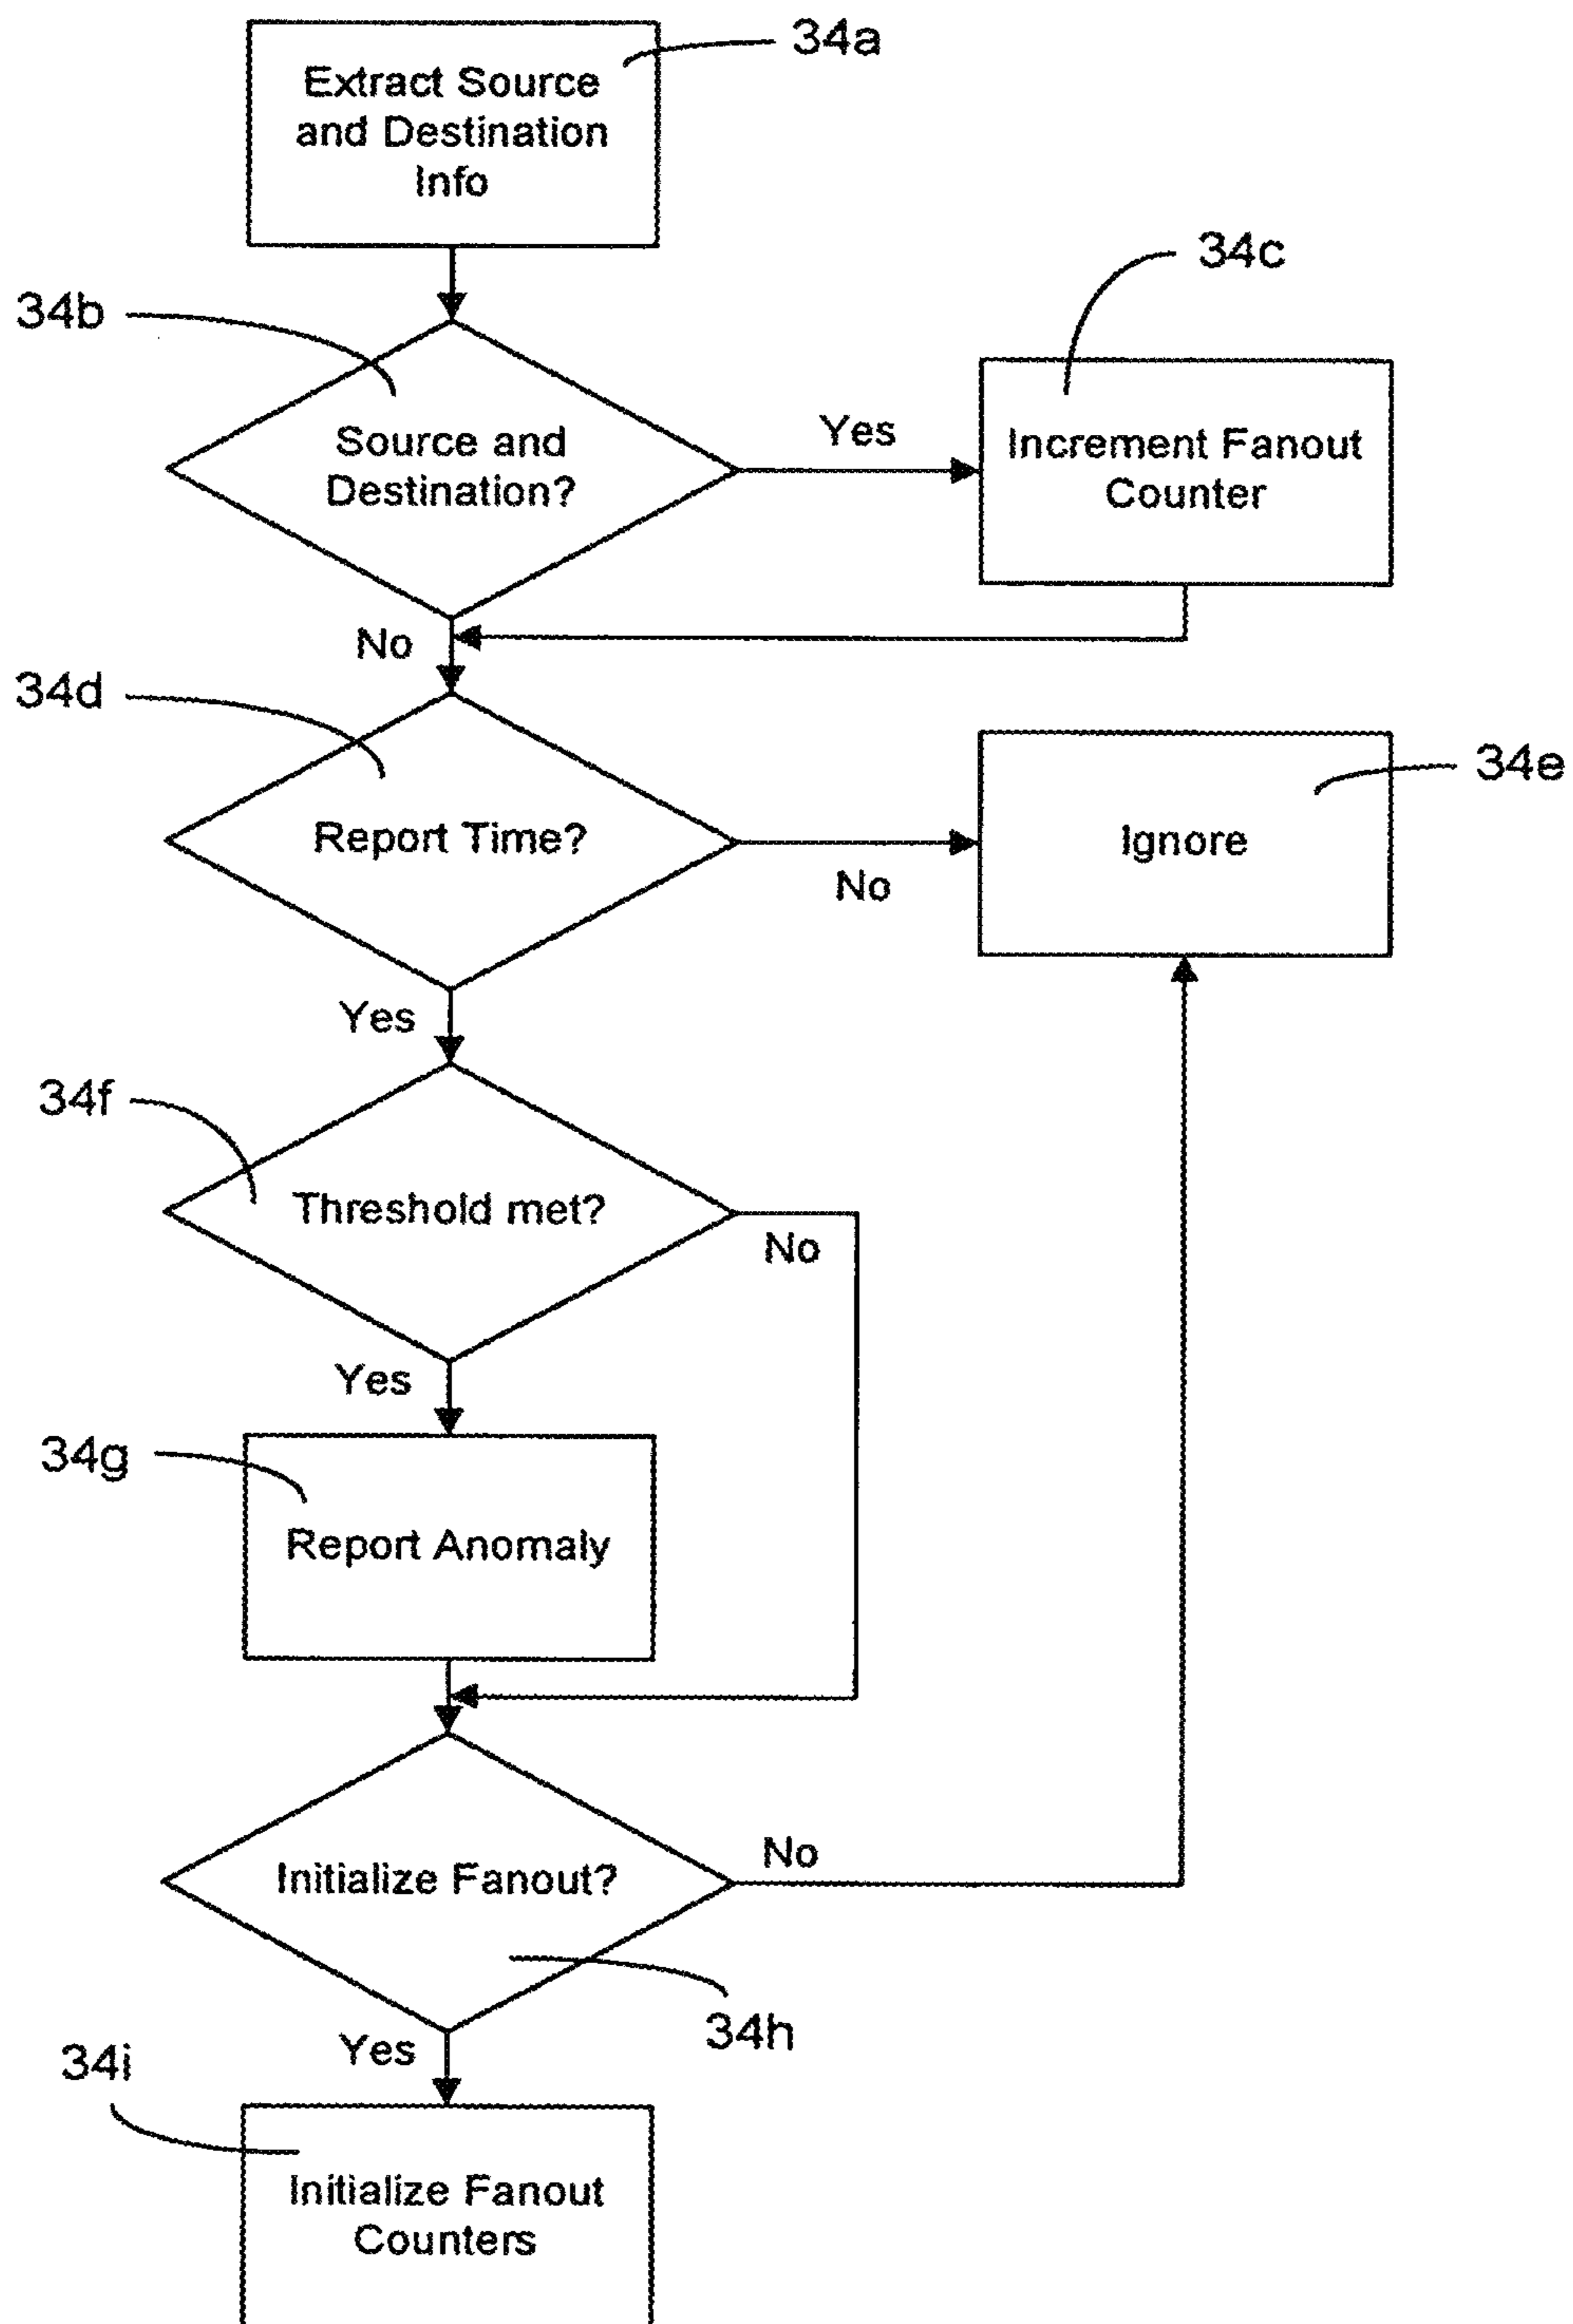 34a
Extract Source
and Destination
Info
34c
34b
Source and
Destination?
Yes
Increment Fanout
Counter
No
34d
34e
Report Time?
No
Ignore
Yes
34f
Threshold met?
No
Yes
34g
Report Anomaly
Initialize Fanout?
No
34h
Yes
34i
Initialize Fanout
Counters